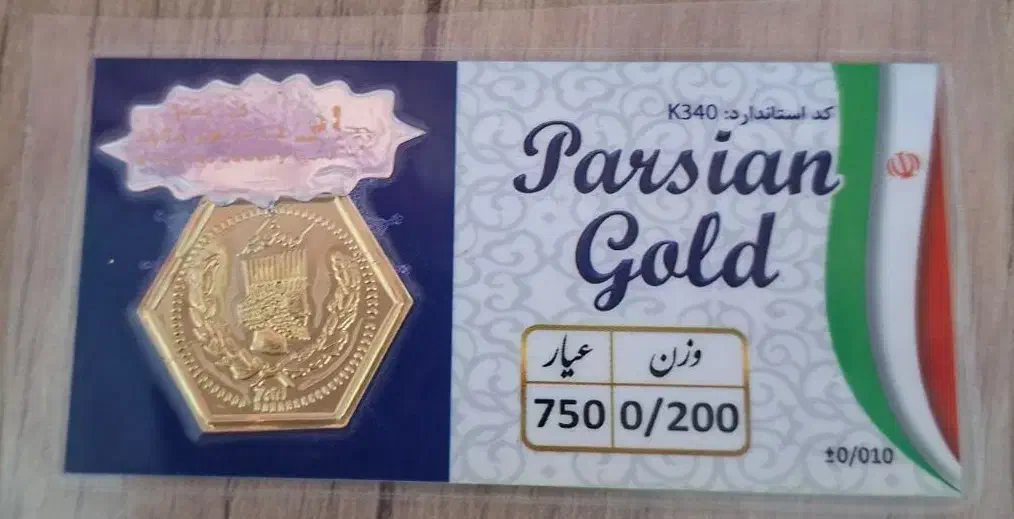 کد استاندارد: K340
Parsian
Gold
وزن عیار
0/200 750
±0/010